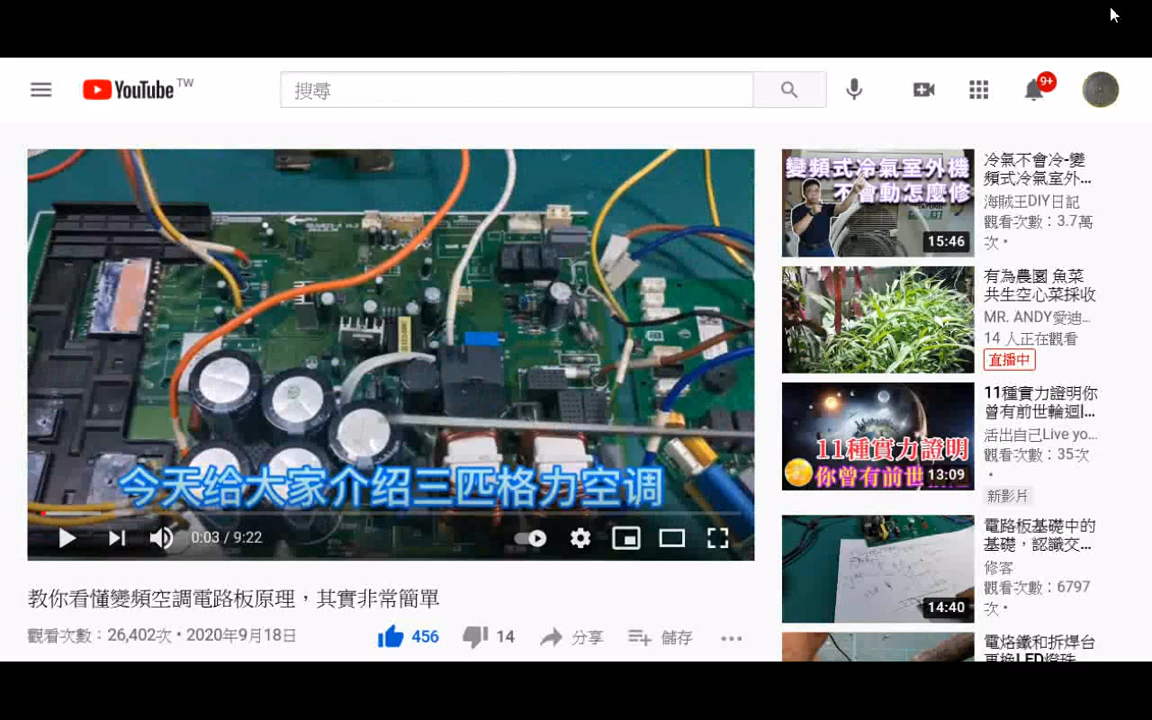 YouTube TW
搜尋
9+
今天给大家介绍三匹格力空调
0:03 / 9:22
教你看懂變頻空調電路板原理，其實非常簡單
觀看次數：26,402次 • 2020年9月18日
456
14
分享
儲存
變頻式冷氣室外機
不會動怎麼修
15:46
冷氣不會冷-變
頻式冷氣室外...
海賊王DIY日記
觀看次數：3.7萬
次 •
有為農園 魚菜
共生空心菜採收
MR. ANDY愛迪...
14 人正在觀看
直播中
11種實力證明
你曾有前世
13:09
11種實力證明你
曾有前世輪迴|...
活出自己Live yo...
觀看次數：35次
•
新影片
14:40
電路板基礎中的
基礎，認識交...
修客
觀看次數：6797
次 •
電烙鐵和拆焊台
更換LED燈珠